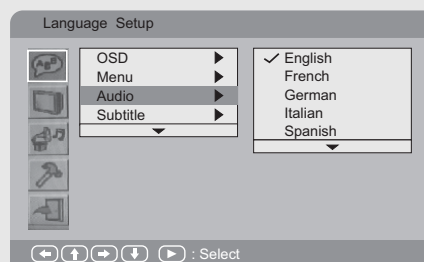 Language Setup
OSD
Menu
Audio
Subtitle
✓ English
French
German
Italian
Spanish
: Select